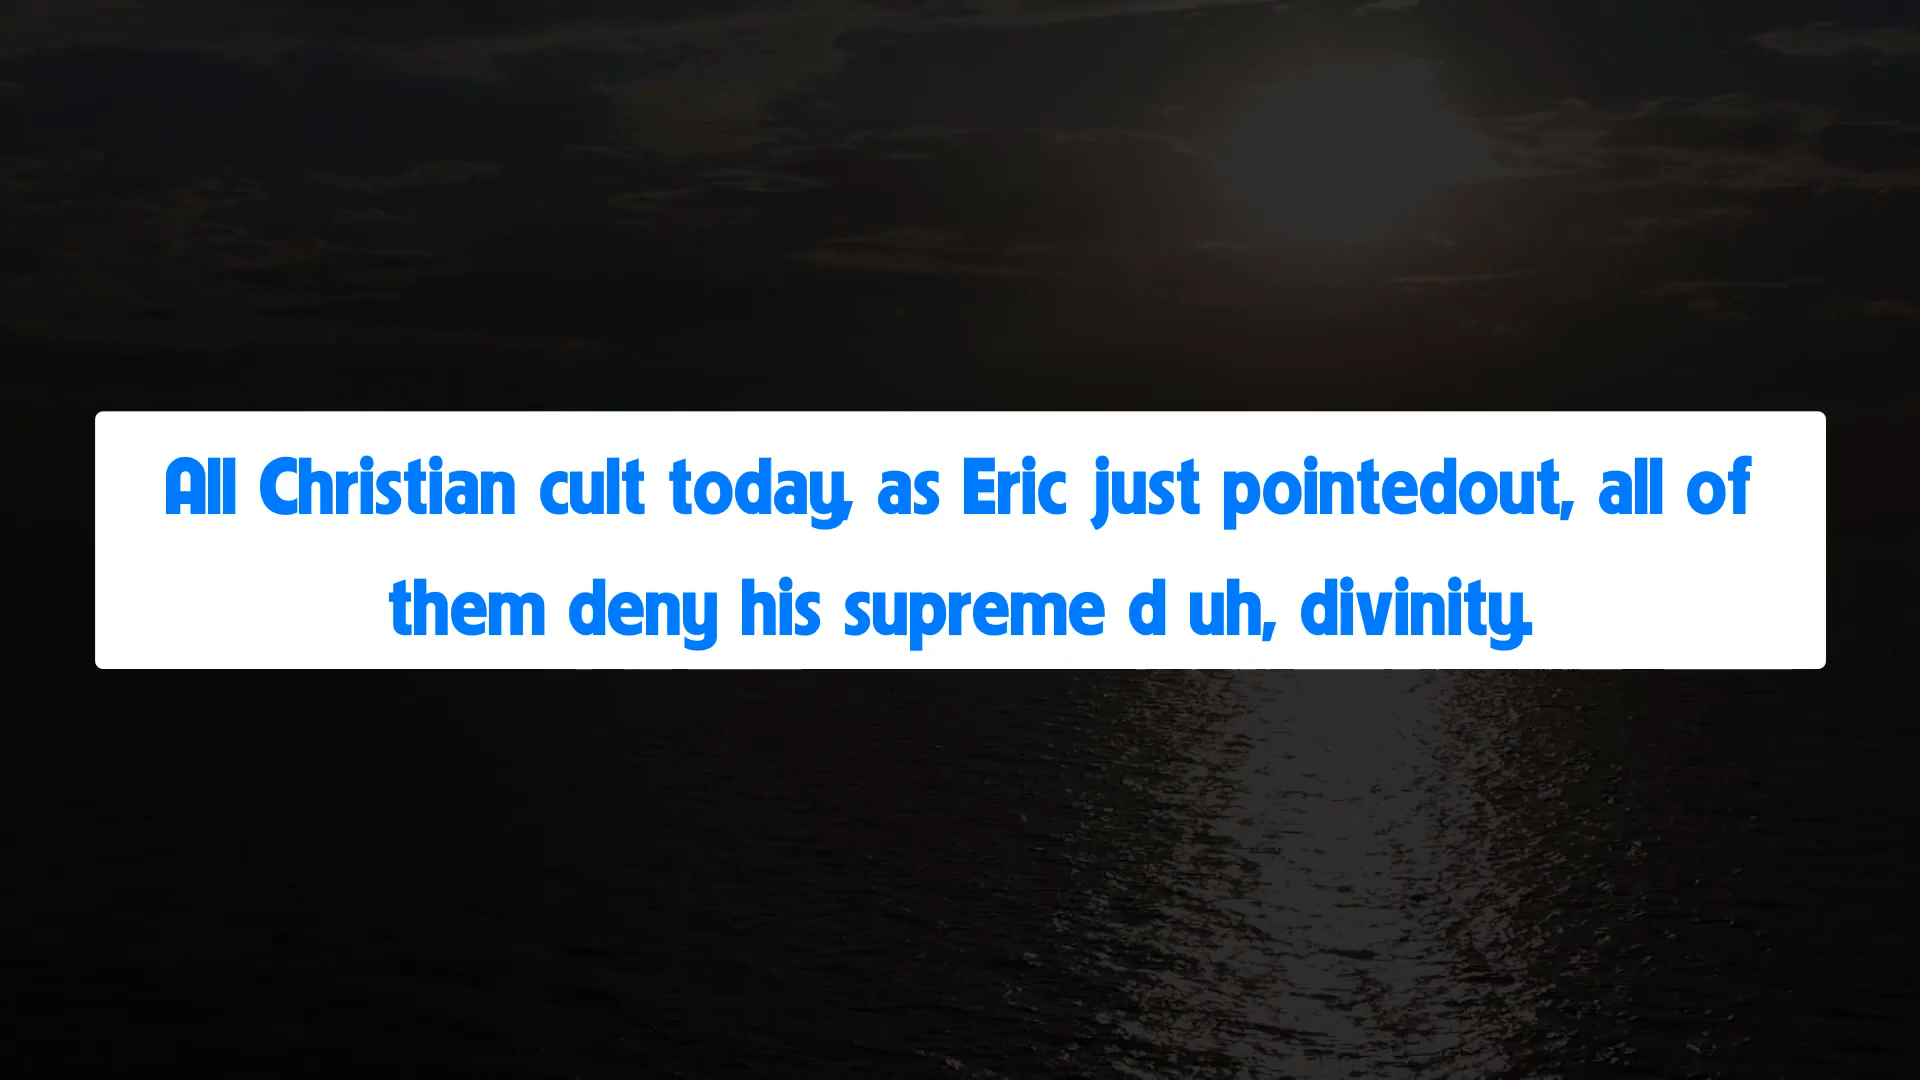 All Christian cult today, as Eric just pointedout, all of
them deny his supreme d uh, divinity.